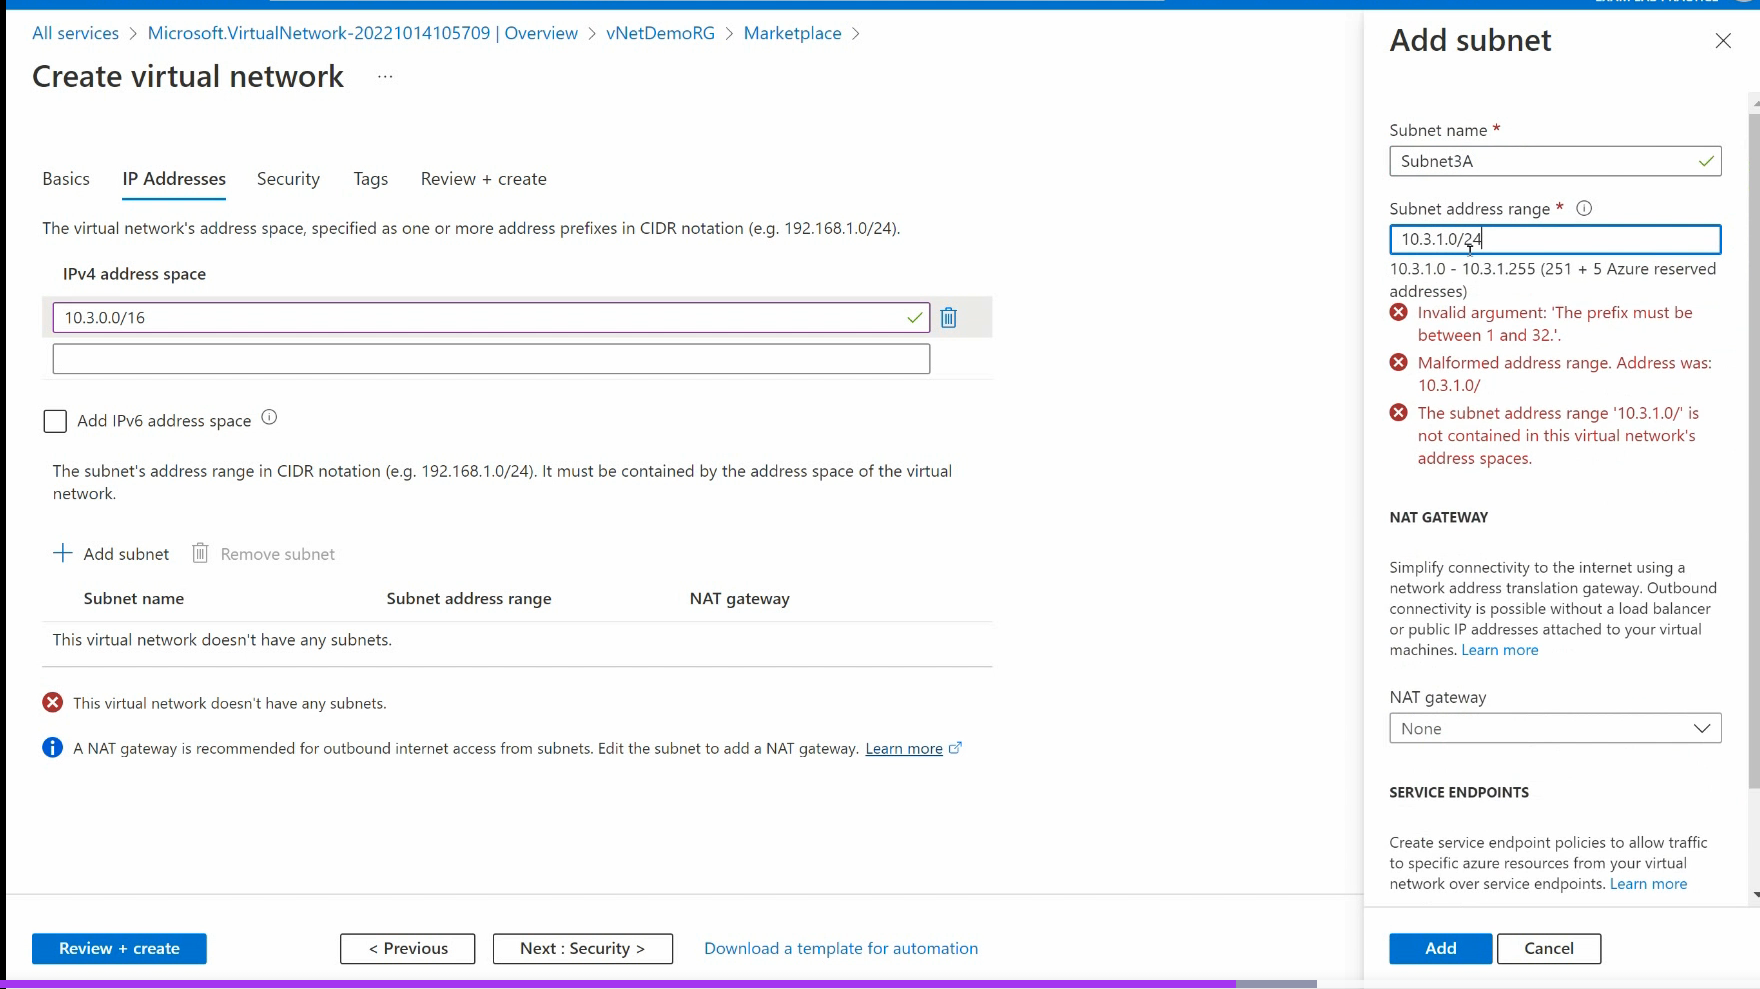 All services > Microsoft.VirtualNetwork-20221014105709 | Overview > vNetDemoRG > Marketplace >
Create virtual network ...
Basics IP Addresses Security Tags Review + create
The virtual network's address space, specified as one or more address prefixes in CIDR notation (e.g. 192.168.1.0/24).
IPv4 address space
10.3.0.0/16
Add IPv6 address space
The subnet's address range in CIDR notation (e.g. 192.168.1.0/24). It must be contained by the address space of the virtual
network.
+ Add subnet Remove subnet
Subnet name Subnet address range NAT gateway
This virtual network doesn't have any subnets.
This virtual network doesn't have any subnets.
A NAT gateway is recommended for outbound internet access from subnets. Edit the subnet to add a NAT gateway. Learn more
Review + create < Previous Next : Security > Download a template for automation
Add subnet
Subnet name *
Subnet3A
Subnet address range *
10.3.1.0/24
10.3.1.0 - 10.3.1.255 (251 + 5 Azure reserved
addresses)
Invalid argument: 'The prefix must be
between 1 and 32.'.
Malformed address range. Address was:
10.3.1.0/
The subnet address range '10.3.1.0/' is
not contained in this virtual network's
address spaces.
NAT GATEWAY
Simplify connectivity to the internet using a
network address translation gateway. Outbound
connectivity is possible without a load balancer
or public IP addresses attached to your virtual
machines. Learn more
NAT gateway
None
SERVICE ENDPOINTS
Create service endpoint policies to allow traffic
to specific azure resources from your virtual
network over service endpoints. Learn more
Add Cancel